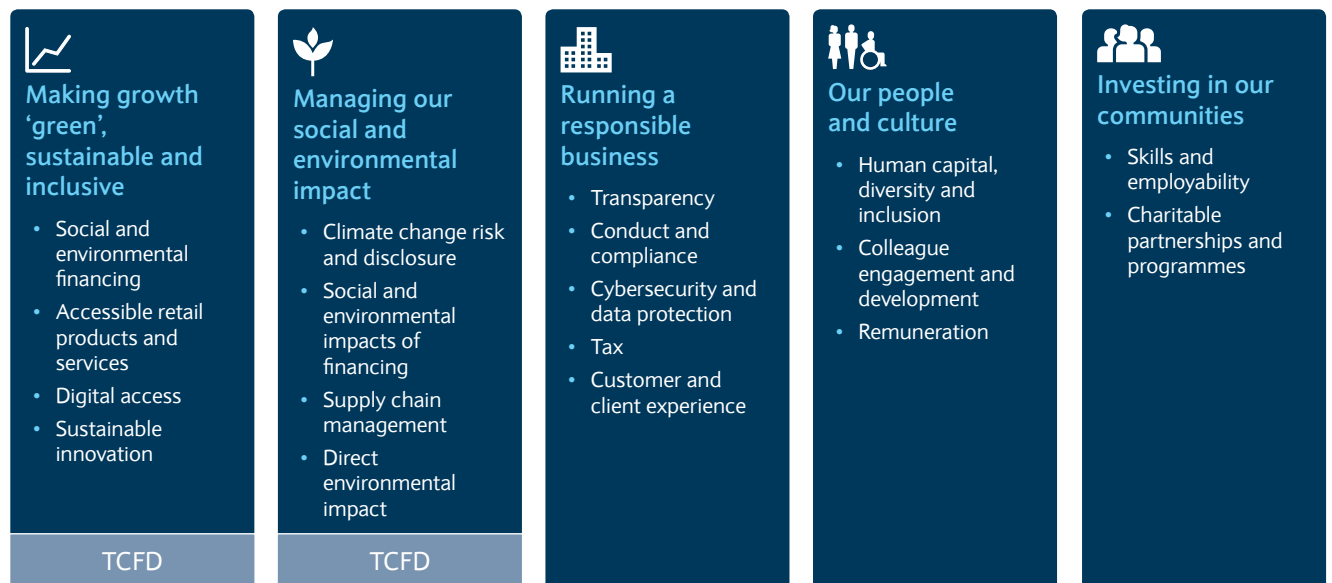 Making growth
‘green’,
sustainable and
inclusive
• Social and
environmental
financing
• Accessible retail
products and
services
• Digital access
• Sustainable
innovation
TCFD
Managing our
social and
environmental
impact
• Climate change risk
and disclosure
• Social and
environmental
impacts of
financing
• Supply chain
management
• Direct
environmental
impact
TCFD
Running a
responsible
business
• Transparency
• Conduct and
compliance
• Cybersecurity and
data protection
• Tax
• Customer and
client experience
Our people
and culture
• Human capital,
diversity and
inclusion
• Colleague
engagement and
development
• Remuneration
Investing in our
communities
• Skills and
employability
• Charitable
partnerships and
programmes